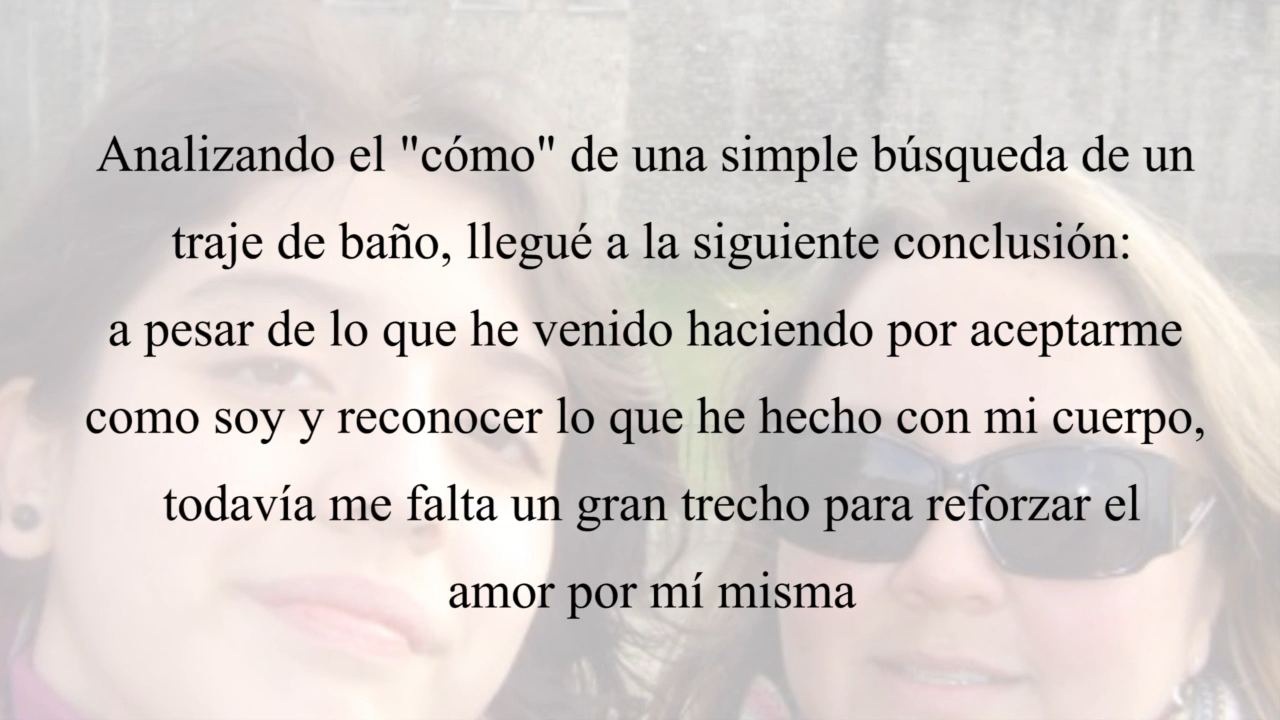 Analizando el "cómo" de una simple búsqueda de un
traje de baño, llegué a la siguiente conclusión:
a pesar de lo que he venido haciendo por aceptarme
como soy y reconocer lo que he hecho con mi cuerpo,
todavía me falta un gran trecho para reforzar el
amor por mí misma